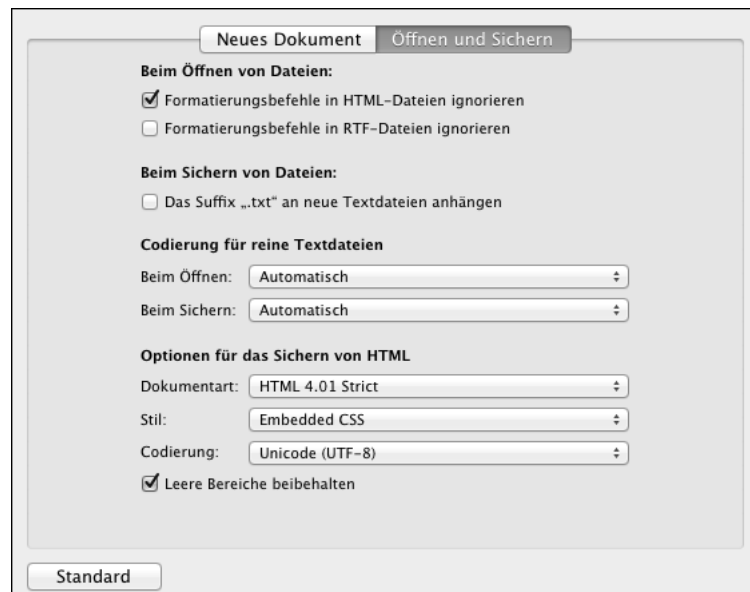 Neues Dokument Öffnen und Sichern
Beim Öffnen von Dateien:
Formatierungsbefehle in HTML-Dateien ignorieren
Formatierungsbefehle in RTF-Dateien ignorieren
Beim Sichern von Dateien:
Das Suffix „.txt“ an neue Textdateien anhängen
Codierung für reine Textdateien
Beim Öffnen: Automatisch
Beim Sichern: Automatisch
Optionen für das Sichern von HTML
Dokumentart: HTML 4.01 Strict
Stil: Embedded CSS
Codierung: Unicode (UTF-8)
Leere Bereiche beibehalten
Standard